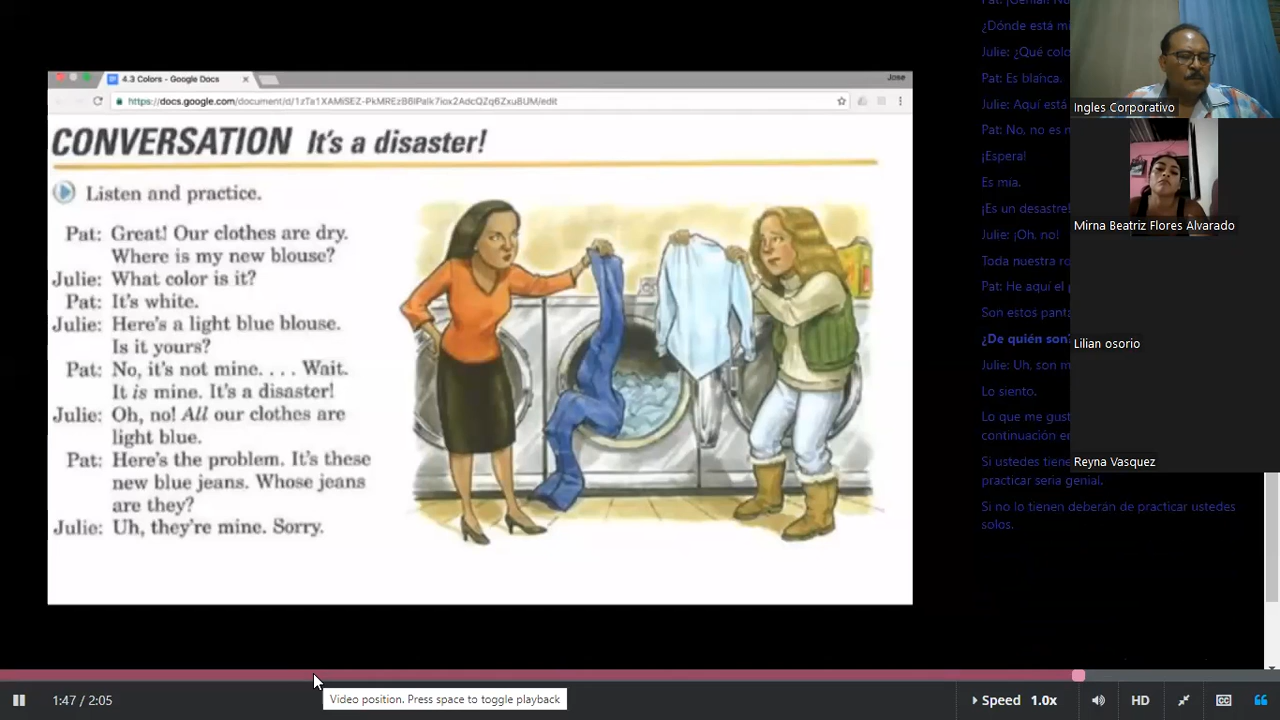 4.3 Colors - Google Docs
Jose
https://docs.google.com/document/d/1zTa1XAMiSEZ-PkMREzB6lPalk7iox2AdcQZq6Zxu8UM/edit
CONVERSATION It's a disaster!
Listen and practice.
Pat: Great! Our clothes are dry.
Where is my new blouse?
Julie: What color is it?
Pat: It's white.
Julie: Here's a light blue blouse.
Is it yours?
Pat: No, it's not mine. . . . Wait.
It is mine. It's a disaster!
Julie: Oh, no! All our clothes are
light blue.
Pat: Here's the problem. It's these
new blue jeans. Whose jeans
are they?
Julie: Uh, they're mine. Sorry.
Pat: ¡Genial!
¿Dónde está
Julie: ¿Qué
Pat: Es blanca.
Julie: Aquí está
Pat: No, no es
¡Espera!
Es mía.
¡Es un desastre!
Julie: ¡Oh, no!
Toda nuestra
Pat: He aquí el
Son estos
¿De quién son
Julie: Uh, son
Lo siento.
Lo que me
continuación
Si ustedes
practicar seria genial.
Si no lo tienen deberán de practicar ustedes
solos.
Ingles Corporativo
Mirna Beatriz Flores Alvarado
Lilian osorio
Reyna Vasquez
1:47 / 2:05
Video position. Press space to toggle playback
Speed 1.0x
HD
CC